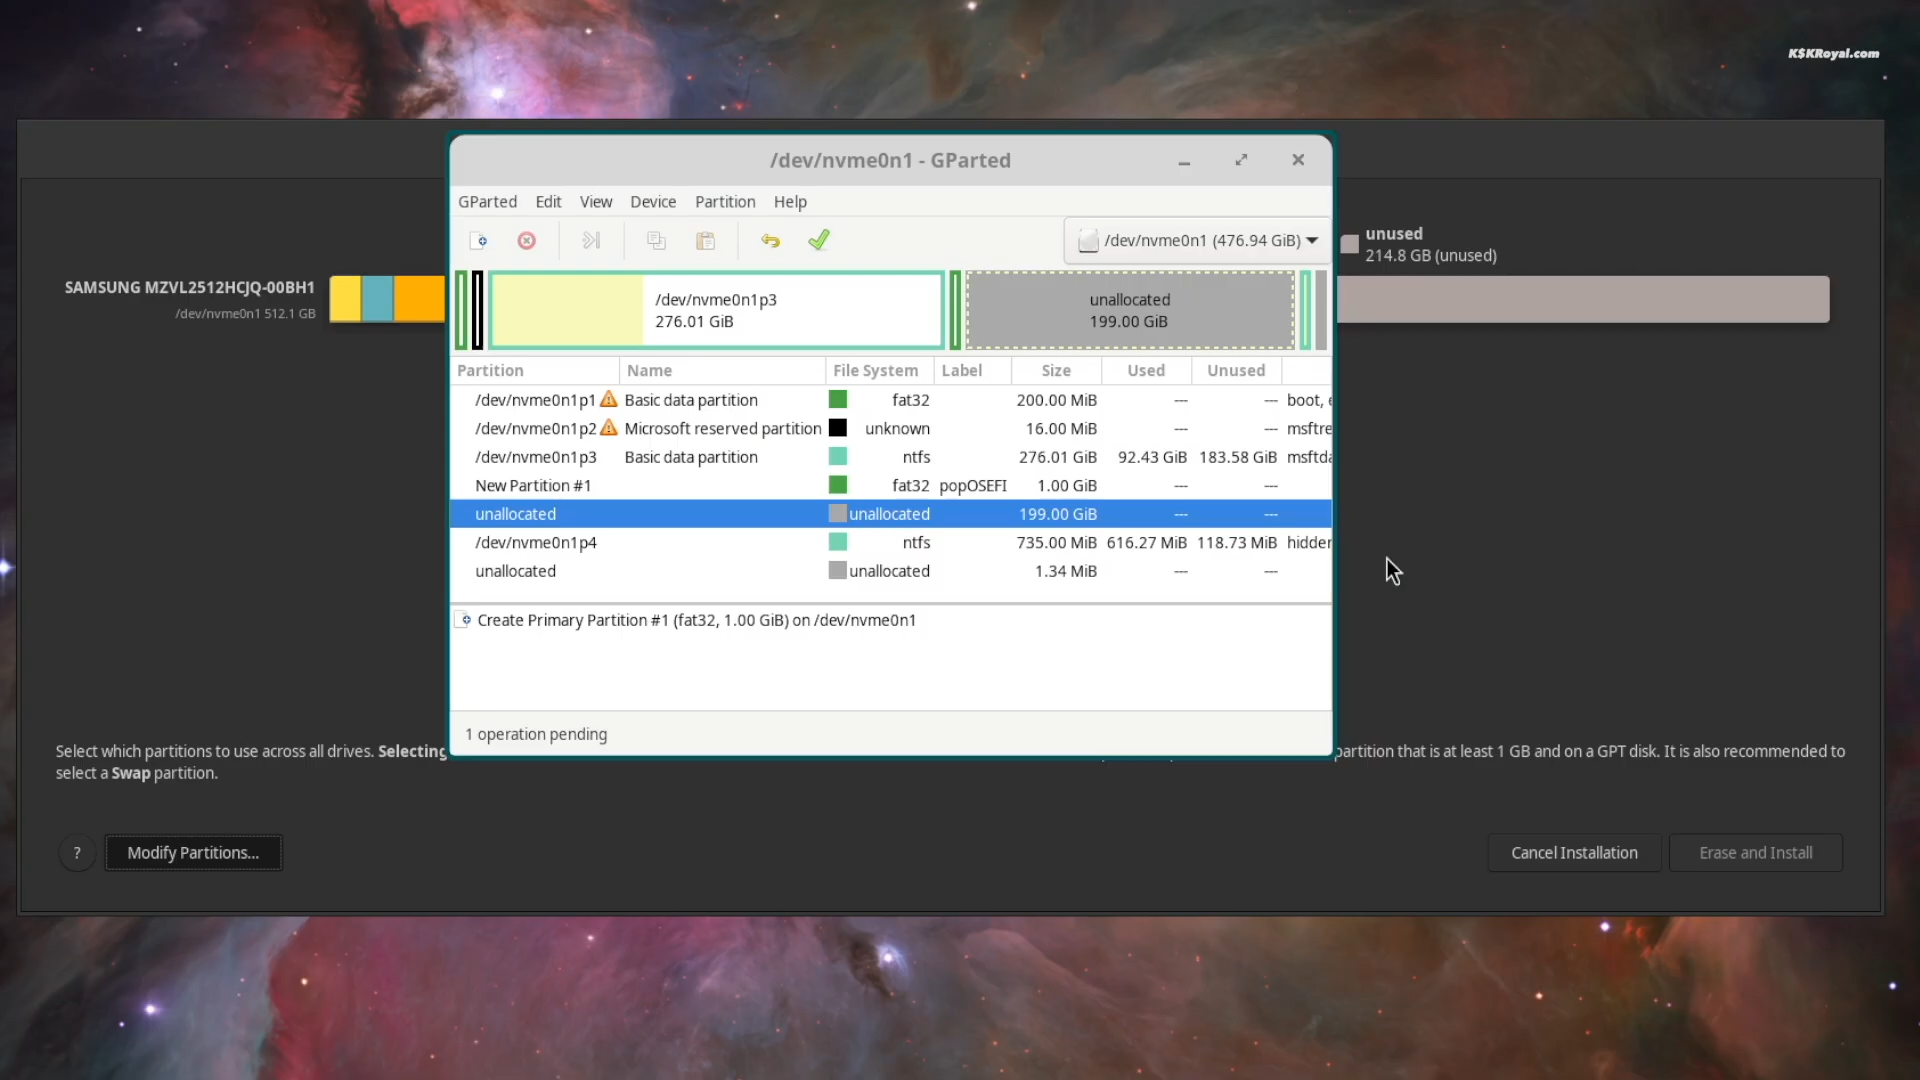 K$KRoyal.com
/dev/nvme0n1 - GParted
GParted Edit View Device Partition Help
/dev/nvme0n1 (476.94 GiB)
unused
214.8 GB (unused)
SAMSUNG MZVL2512HCJQ-00BH1
/dev/nvme0n1 512.1 GB
/dev/nvme0n1p3
276.01 GiB
unallocated
199.00 GiB
Partition Name File System Label Size Used Unused
/dev/nvme0n1p1 Basic data partition fat32 200.00 MiB --- --- boot,
/dev/nvme0n1p2 Microsoft reserved partition unknown 16.00 MiB --- --- msftre
/dev/nvme0n1p3 Basic data partition ntfs 276.01 GiB 92.43 GiB 183.58 GiB msftda
New Partition #1 fat32 popOSEFI 1.00 GiB --- ---
unallocated unallocated 199.00 GiB --- ---
/dev/nvme0n1p4 ntfs 735.00 MiB 616.27 MiB 118.73 MiB hidden
unallocated unallocated 1.34 MiB --- ---
Create Primary Partition #1 (fat32, 1.00 GiB) on /dev/nvme0n1
1 operation pending
Select which partitions to use across all drives. Selecting partition that is at least 1 GB and on a GPT disk. It is also recommended to
select a Swap partition.
? Modify Partitions... Cancel Installation Erase and Install